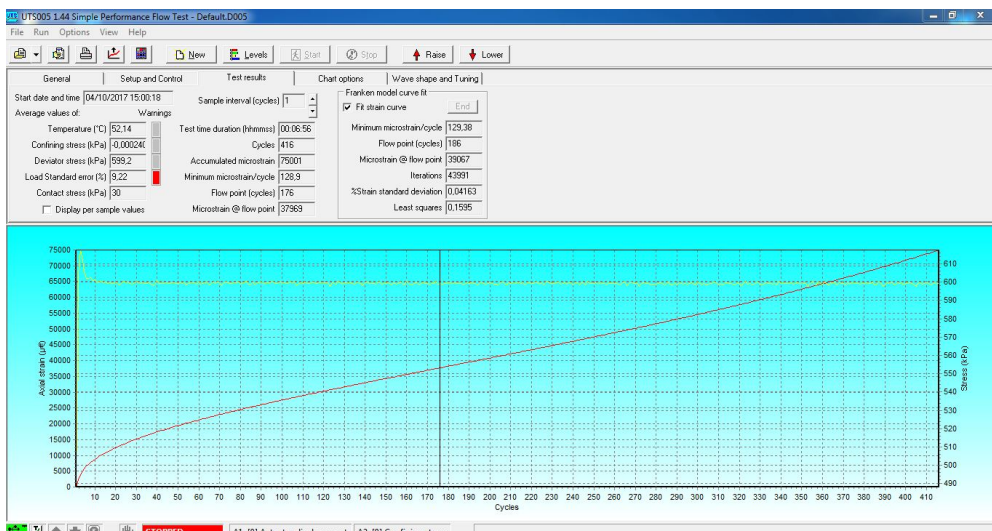 UTS005 1.44 Simple Performance Flow Test - Default.D005
File Run Options View Help
New Levels Start Stop Raise Lower
General Setup and Control Test results Chart options Wave shape and Tuning
Start date and time 04/10/2017 15:00:18
Average values of: Warnings
Temperature (°C) 52,14
Confining stress (kPa) -0,00024(
Deviator stress (kPa) 599,2
Load Standard error (%) 9,22
Contact stress (kPa) 30
Display per sample values
Sample interval (cycles) 1
Test time duration (hhmmss) 00:06:56
Cycles 416
Accumulated microstrain 75001
Minimum microstrain/cycle 128,9
Flow point (cycles) 176
Microstrain @ flow point 37969
Franken model curve fit
Fit strain curve End
Minimum microstrain/cycle 129,38
Flow point (cycles) 186
Microstrain @ flow point 39067
Iterations 43991
%Strain standard deviation 0,04163
Least squares 0,1595
Axial strain (µε)
75000
70000
65000
60000
55000
50000
45000
40000
35000
30000
25000
20000
15000
10000
5000
0
610
600
590
580
570
560
550
540
530
520
510
500
490
Stress (kPa)
10 20 30 40 50 60 70 80 90 100 110 120 130 140 150 160 170 180 190 200 210 220 230 240 250 260 270 280 290 300 310 320 330 340 350 360 370 380 390 400 410
Cycles
STOPPED